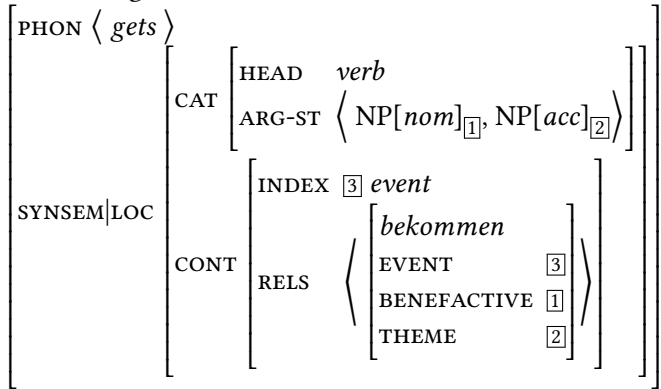 PHON ⟨ gets ⟩
HEAD verb
CAT
ARG-ST ⟨ NP[nom]1, NP[acc]2 ⟩
INDEX 3 event
SYNSEM|LOC
bekommen
CONT
EVENT 3
RELS
BENEFACTIVE 1
THEME 2